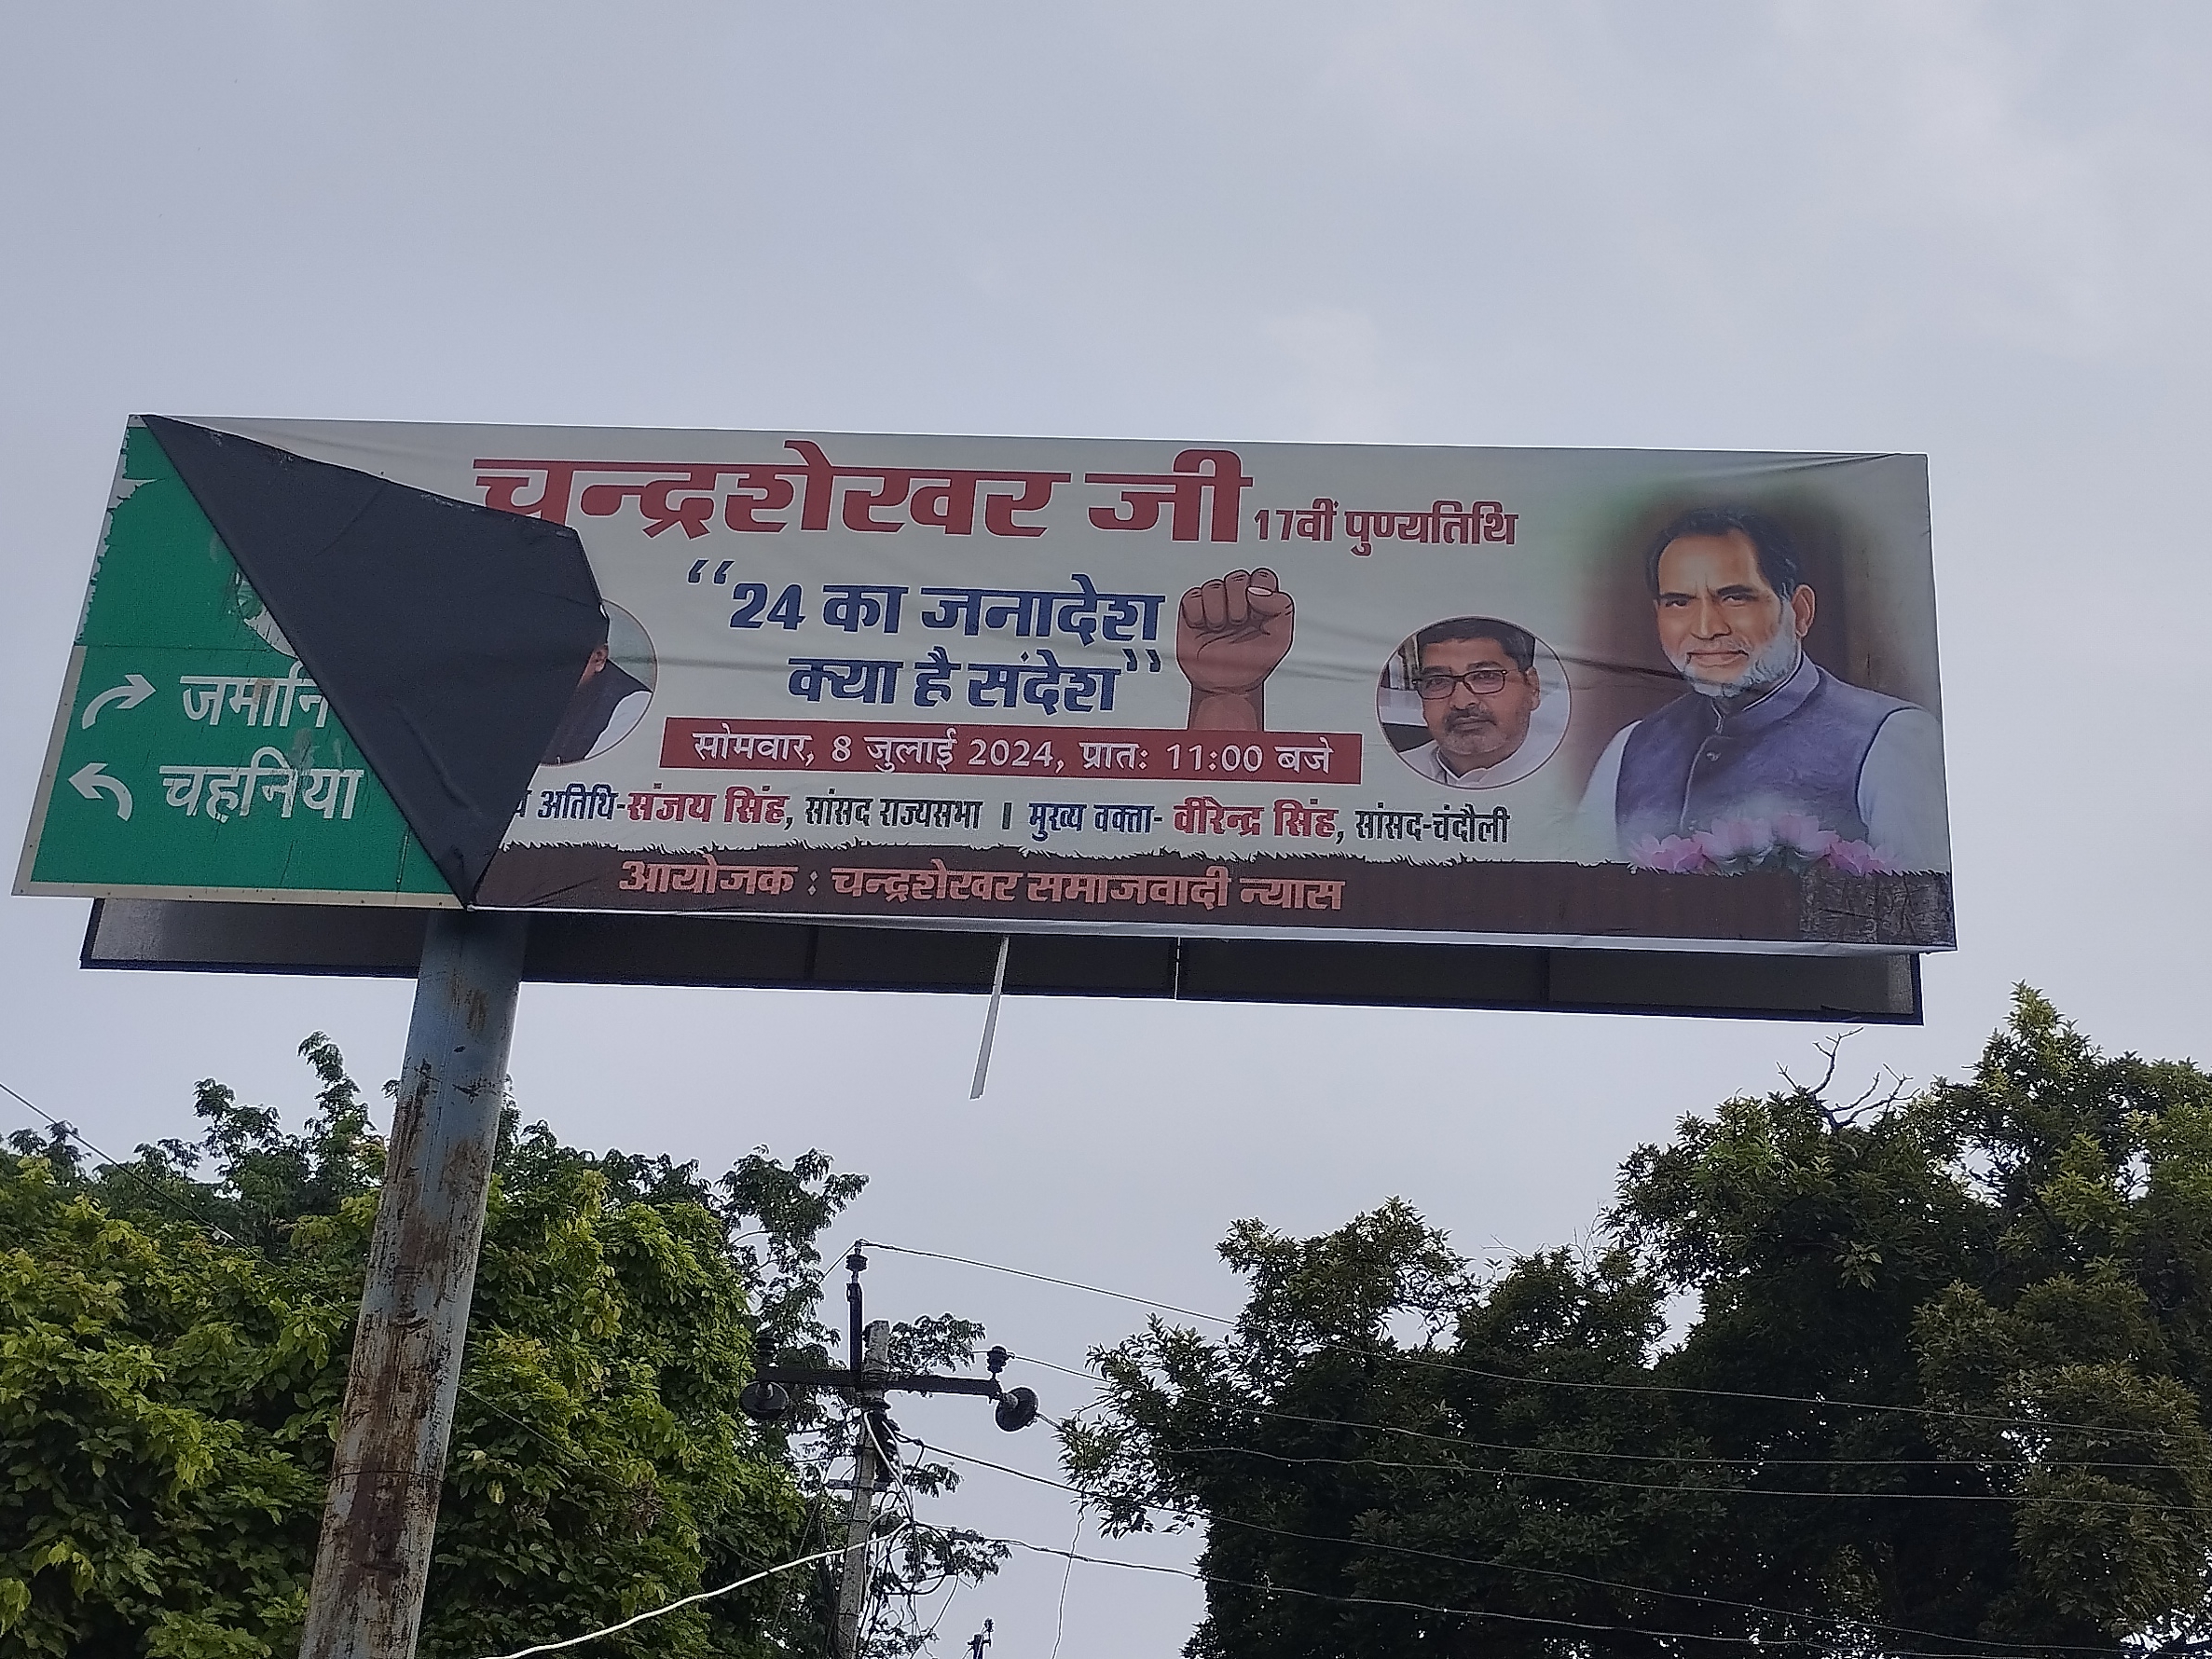 चन्द्रशेखर जी 17वीं पुण्यतिथि
“24 का जनादेश
क्या है संदेश”
सोमवार, 8 जुलाई 2024, प्रातः 11:00 बजे
अतिथि-संजय सिंह, सांसद राज्यसभा । मुख्य वक्ता- वीरेन्द्र सिंह, सांसद-चंदौली
आयोजक : चन्द्रशेखर समाजवादी न्यास
जमानि
चहनिया